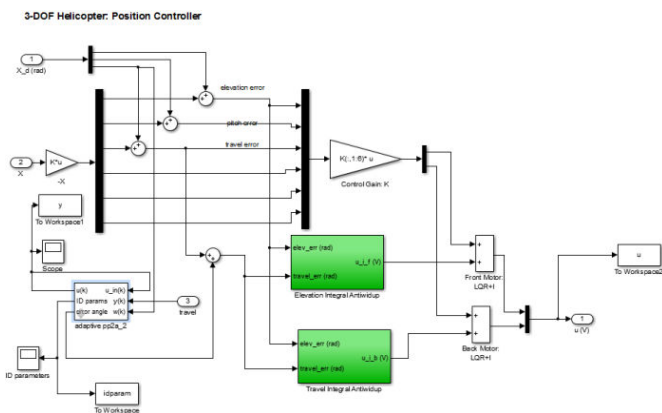 3-DOF Helicopter: Position Controller
1
X_d (rad)
elevation error
pitch error
travel error
2
X
K*u
-X
K(:,1:6)* u
Control Gain: K
y
To Workspace1
Scope
elev_err (rad)
travel_err (rad)
u_i_f (V)
Elevation Integral Antiwidup
Front Motor:
LQR+I
u
To Workspace2
u(k)
ID params
error angle
u_in(k)
y(k)
w(k)
adaptive pp2a_2
3
travel
elev_err (rad)
travel_err (rad)
u_i_b (V)
Travel Integral Antiwidup
Back Motor:
LQR+I
1
u (V)
ID parameters
idparam
To Workspace